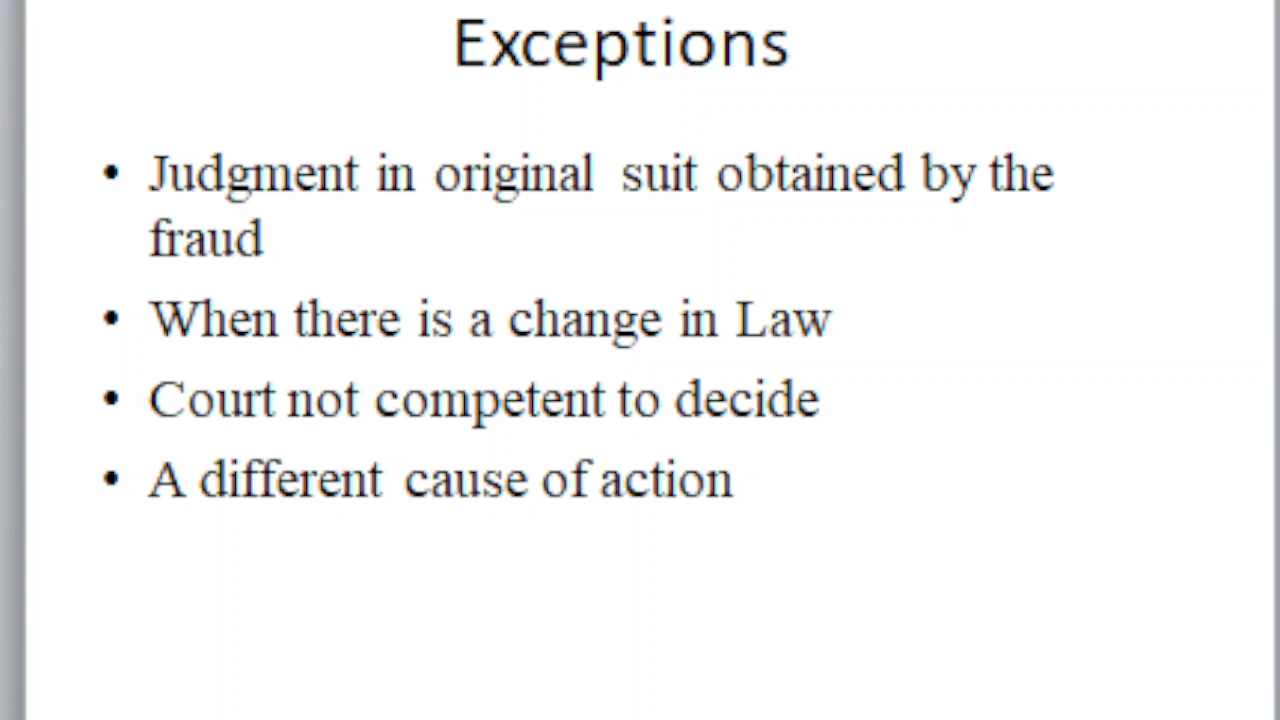 Exceptions
• Judgment in original suit obtained by the
fraud
• When there is a change in Law
• Court not competent to decide
• A different cause of action